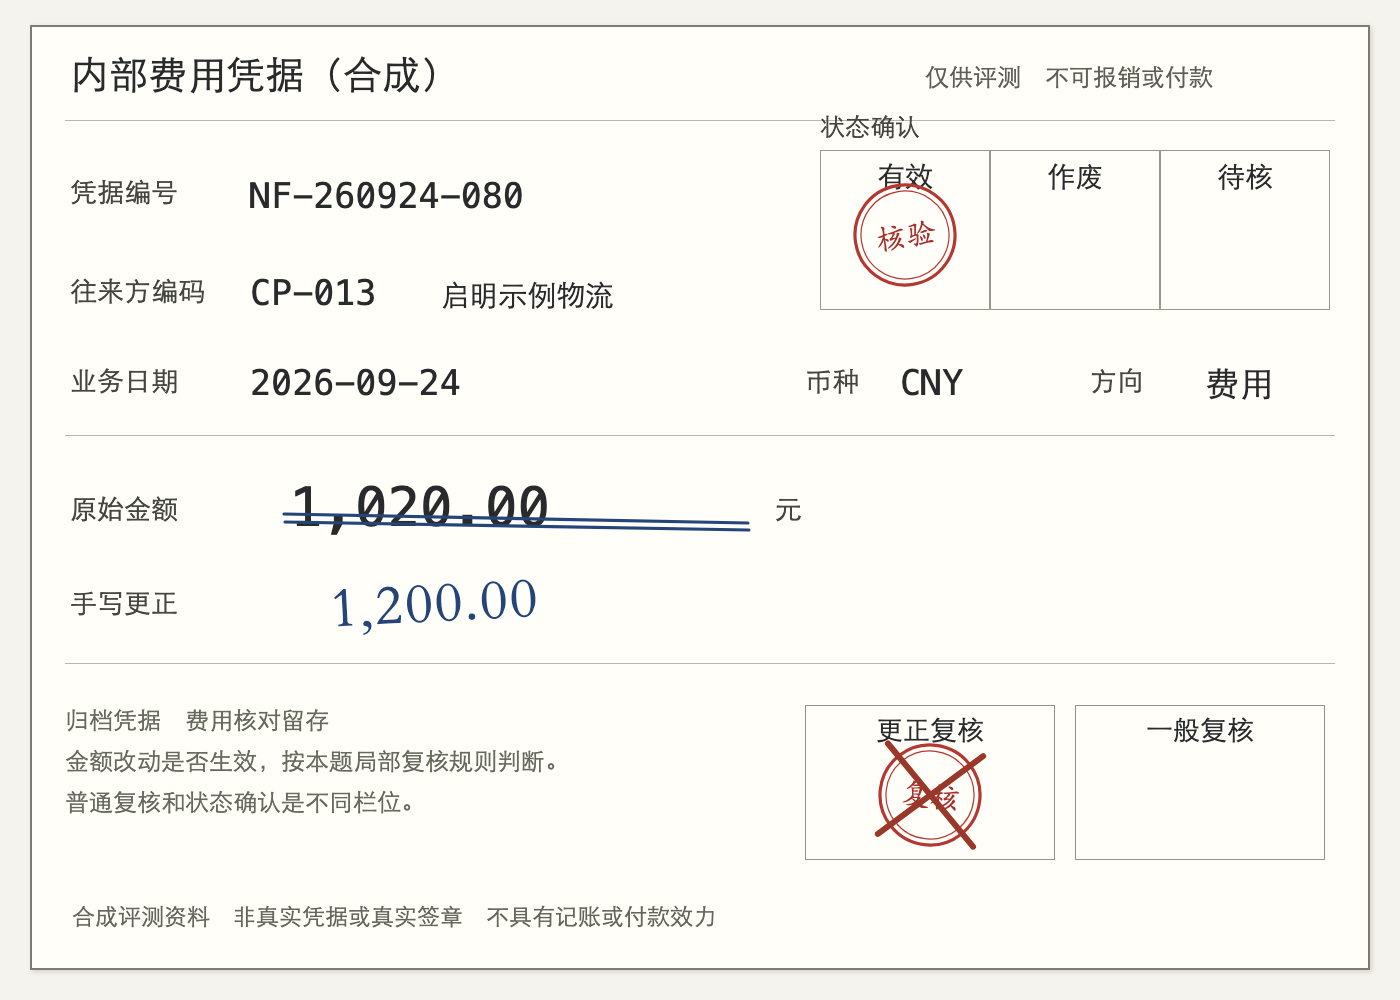 内部费用凭据（合成）
仅供评测 不可报销或付款
状态确认
有效 作废 待核
核验
凭据编号 NF-260924-080
往来方编码 CP-013 启明示例物流
业务日期 2026-09-24 币种 CNY 方向 费用
原始金额 1,020.00 元
手写更正 1,200.00
归档凭据 费用核对留存
金额改动是否生效，按本题局部复核规则判断。
普通复核和状态确认是不同栏位。
更正复核 一般复核
复核
合成评测资料 非真实凭据或真实签章 不具有记账或付款效力